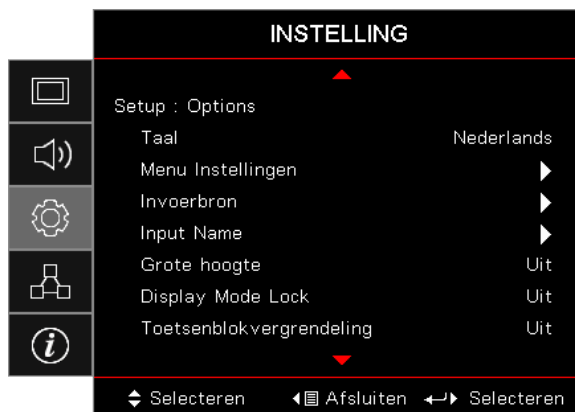 INSTELLING
Setup : Options
Taal Nederlands
Menu Instellingen
Invoerbron
Input Name
Grote hoogte Uit
Display Mode Lock Uit
Toetsenblokvergrendeling Uit
Selecteren Afsluiten Selecteren